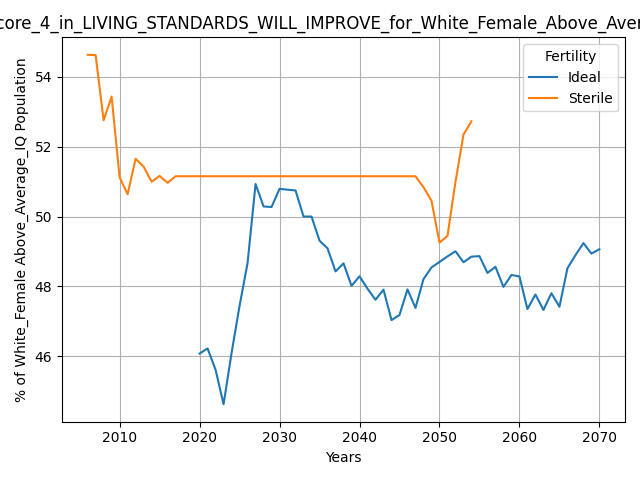 core_4_in_LIVING_STANDARDS_WILL_IMPROVE_for_White_Female_Above_Aver
Fertility
Ideal
Sterile
% of White_Female Above_Average_IQ Population
54
52
50
48
46
2010
2020
2030
2040
2050
2060
2070
Years